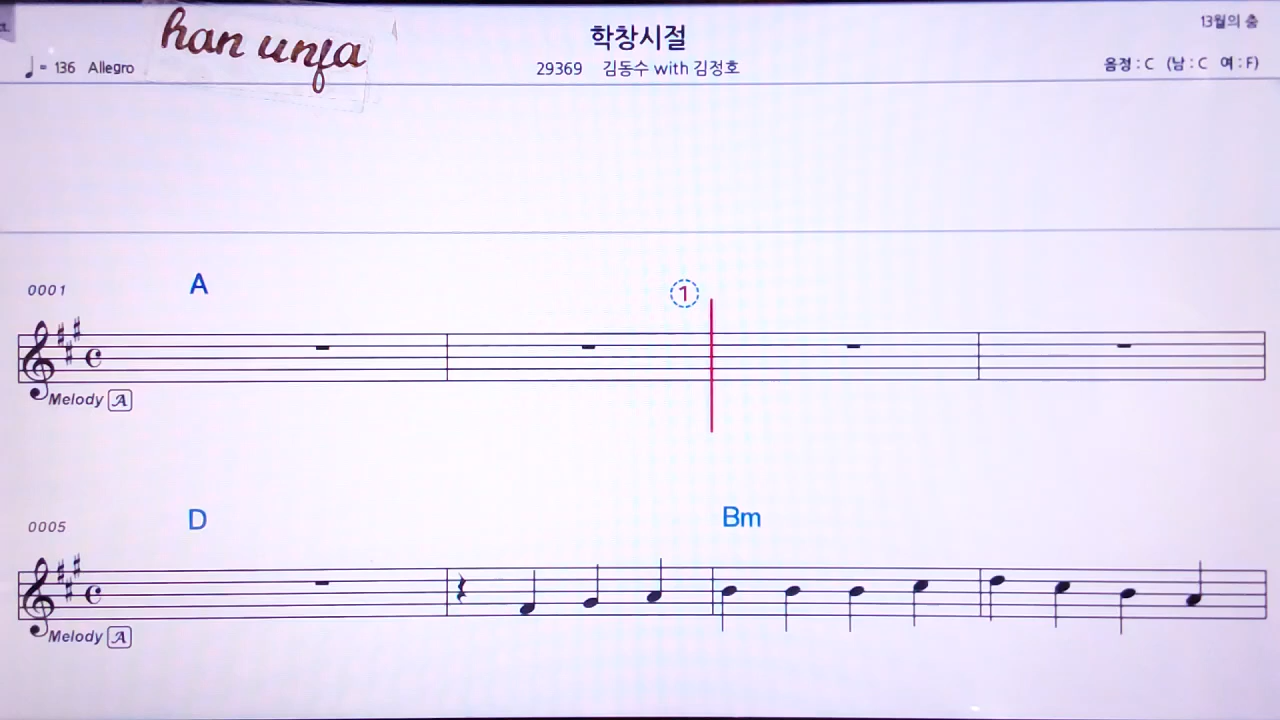 han unfa
학창시절
13월의 춤
♩ = 136 Allegro
29369 김동수 with 김정호
음정 : C (남 : C 여 : F)
0001 A 1
Melody A
0005 D Bm
Melody A